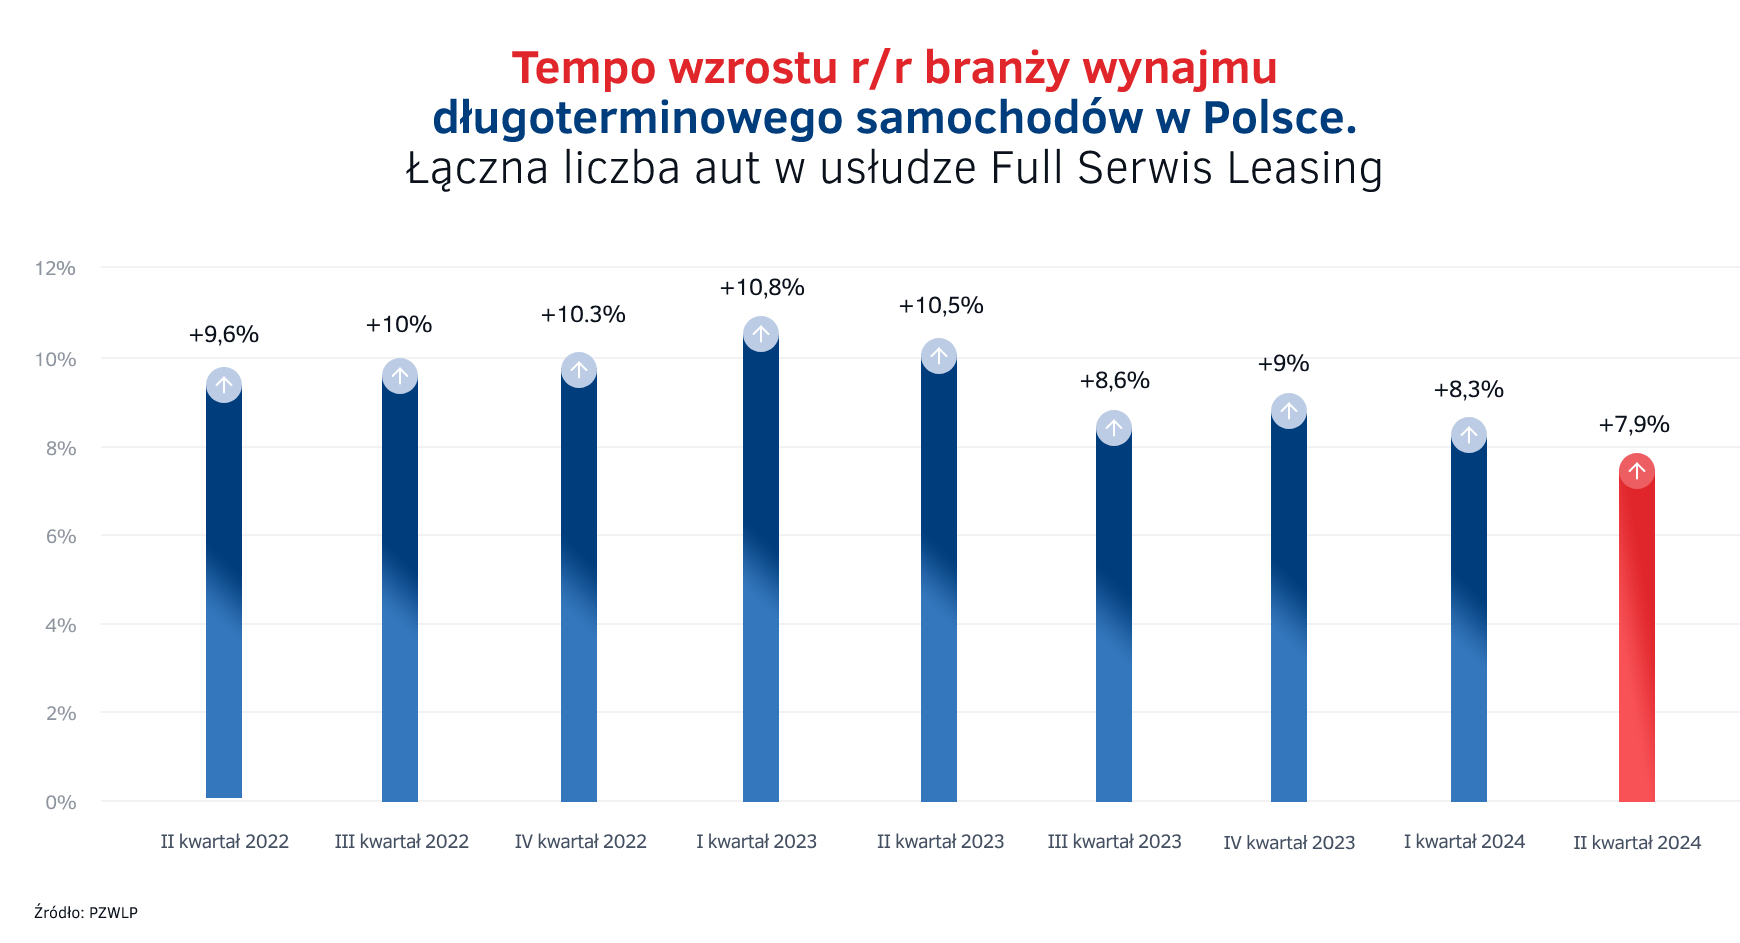 Tempo wzrostu r/r branży wynajmu
długoterminowego samochodów w Polsce.
Łączna liczba aut w usłudze Full Serwis Leasing
12%
10%
8%
6%
4%
2%
0%
+9,6%
+10%
+10.3%
+10,8%
+10,5%
+8,6%
+9%
+8,3%
+7,9%
II kwartał 2022
III kwartał 2022
IV kwartał 2022
I kwartał 2023
II kwartał 2023
III kwartał 2023
IV kwartał 2023
I kwartał 2024
II kwartał 2024
Źródło: PZWLP